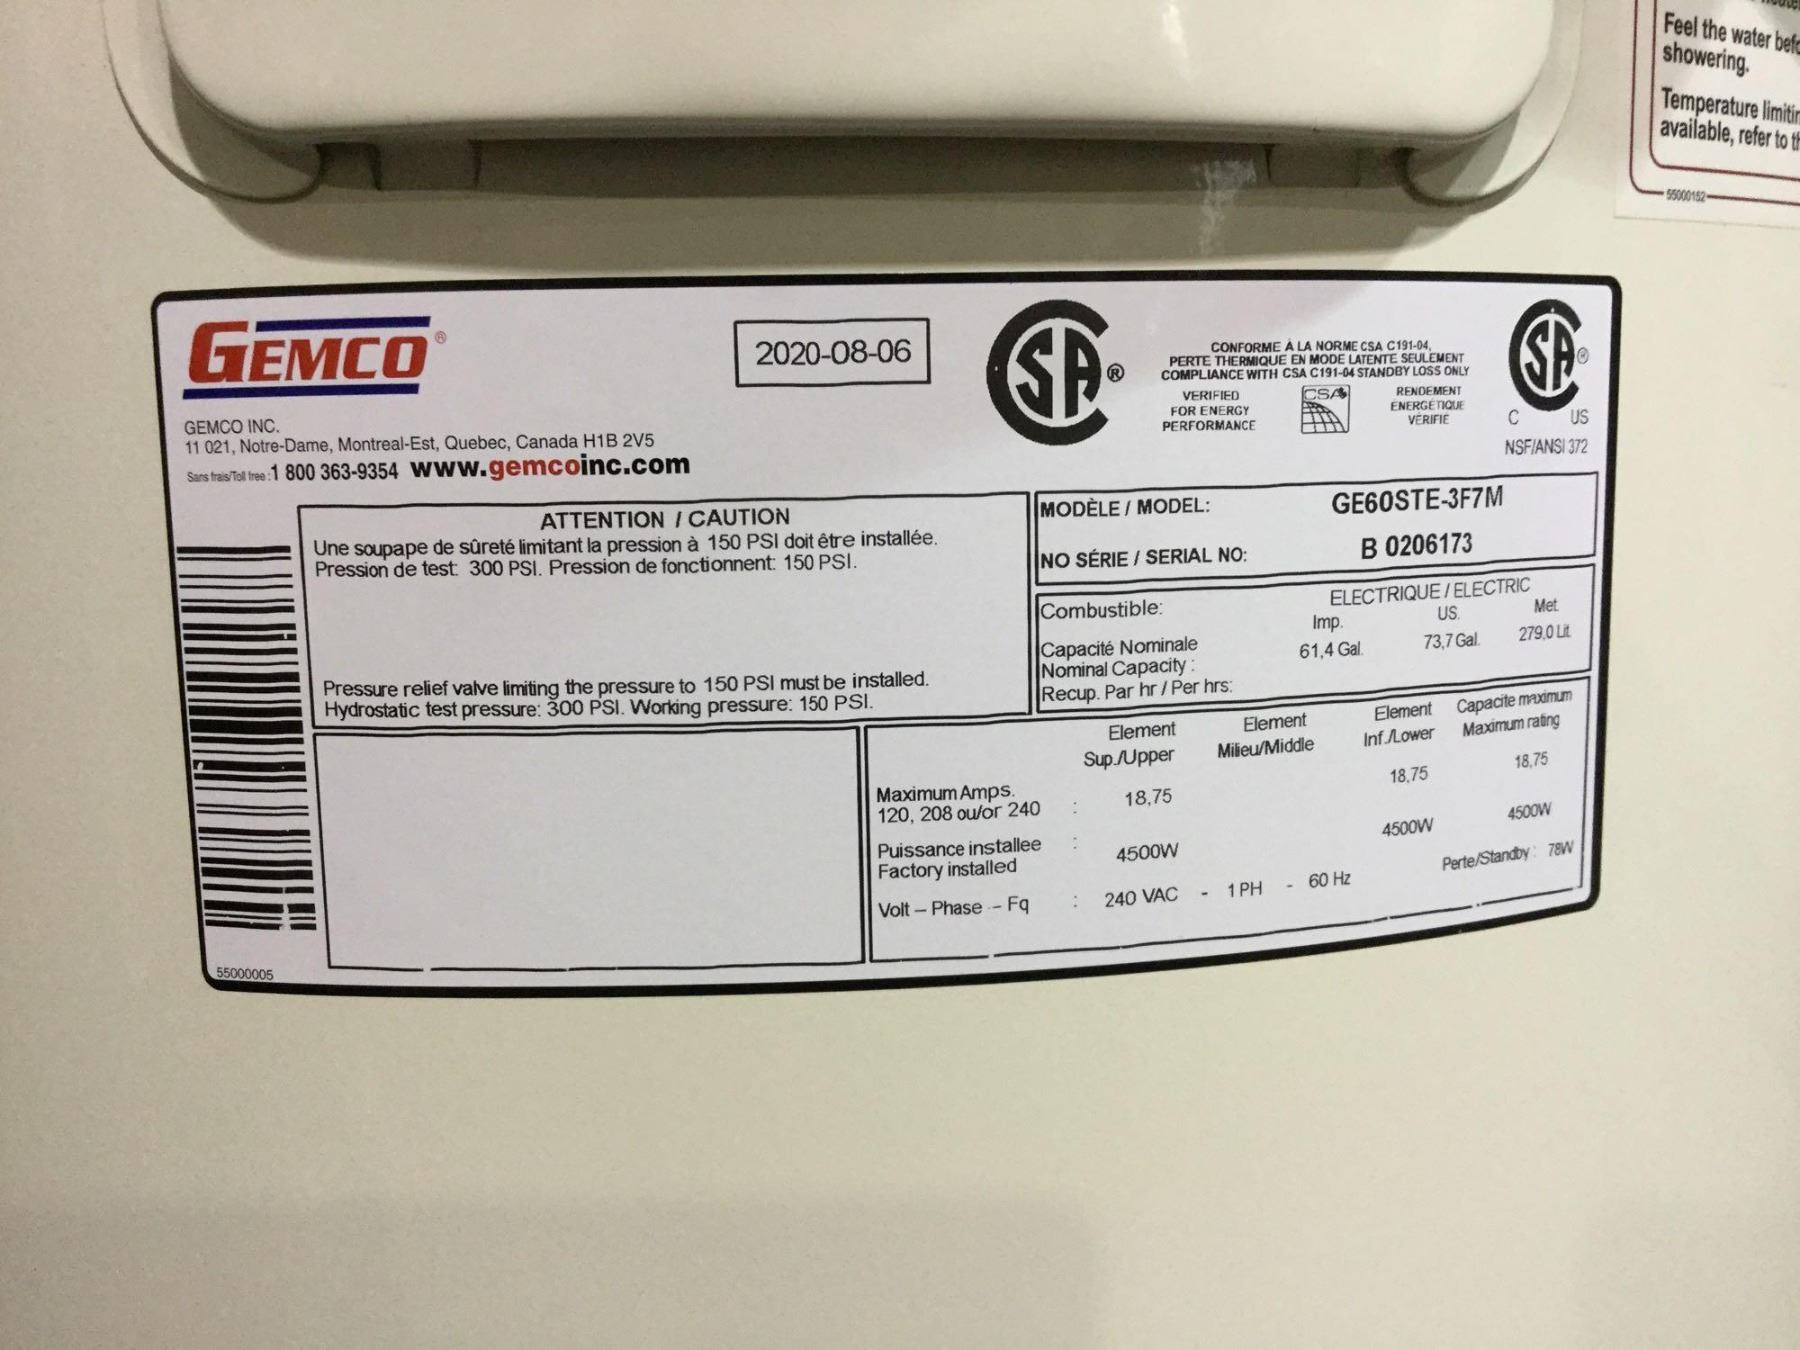 Feel the water
showering.
Temperature
available, refer to
55000152
GEMCO®
2020-08-06
GEMCO INC.
11 021, Notre-Dame, Montreal-Est, Quebec, Canada H1B 2V5
Sans frais/Toll free :1 800 363-9354 www.gemcoinc.com
CSA®
CONFORME À LA NORME CSA C191-04,
PERTE THERMIQUE EN MODE LATENTE SEULEMENT
COMPLIANCE WITH CSA C191-04 STANDBY LOSS ONLY
VERIFIED
FOR ENERGY
PERFORMANCE
CSA
RENDEMENT
ÉNERGÉTIQUE
VÉRIFIÉ
CSA®
C US
NSF/ANSI 372
ATTENTION / CAUTION
Une soupape de sûreté limitant la pression à 150 PSI doit être installée.
Pression de test: 300 PSI. Pression de fonctionnent: 150 PSI.
Pressure relief valve limiting the pressure to 150 PSI must be installed.
Hydrostatic test pressure: 300 PSI. Working pressure: 150 PSI.
MODÈLE / MODEL: GE60STE-3F7M
NO SÉRIE / SERIAL NO: B 0206173
Combustible: ELECTRIQUE / ELECTRIC
Imp. US. Met.
Capacité Nominale 61,4 Gal. 73,7 Gal. 279,0 Lit.
Nominal Capacity :
Recup. Par hr / Per hrs:
Element Element Element Capacite maximum
Sup./Upper Milieu/Middle Inf./Lower Maximum rating
Maximum Amps.
120, 208 ou/or 240 : 18,75 18,75 18,75
Puissance installee :
Factory installed 4500W 4500W 4500W
Volt – Phase -- Fq : 240 VAC - 1 PH - 60 Hz Perte/Standby : 78W
55000005